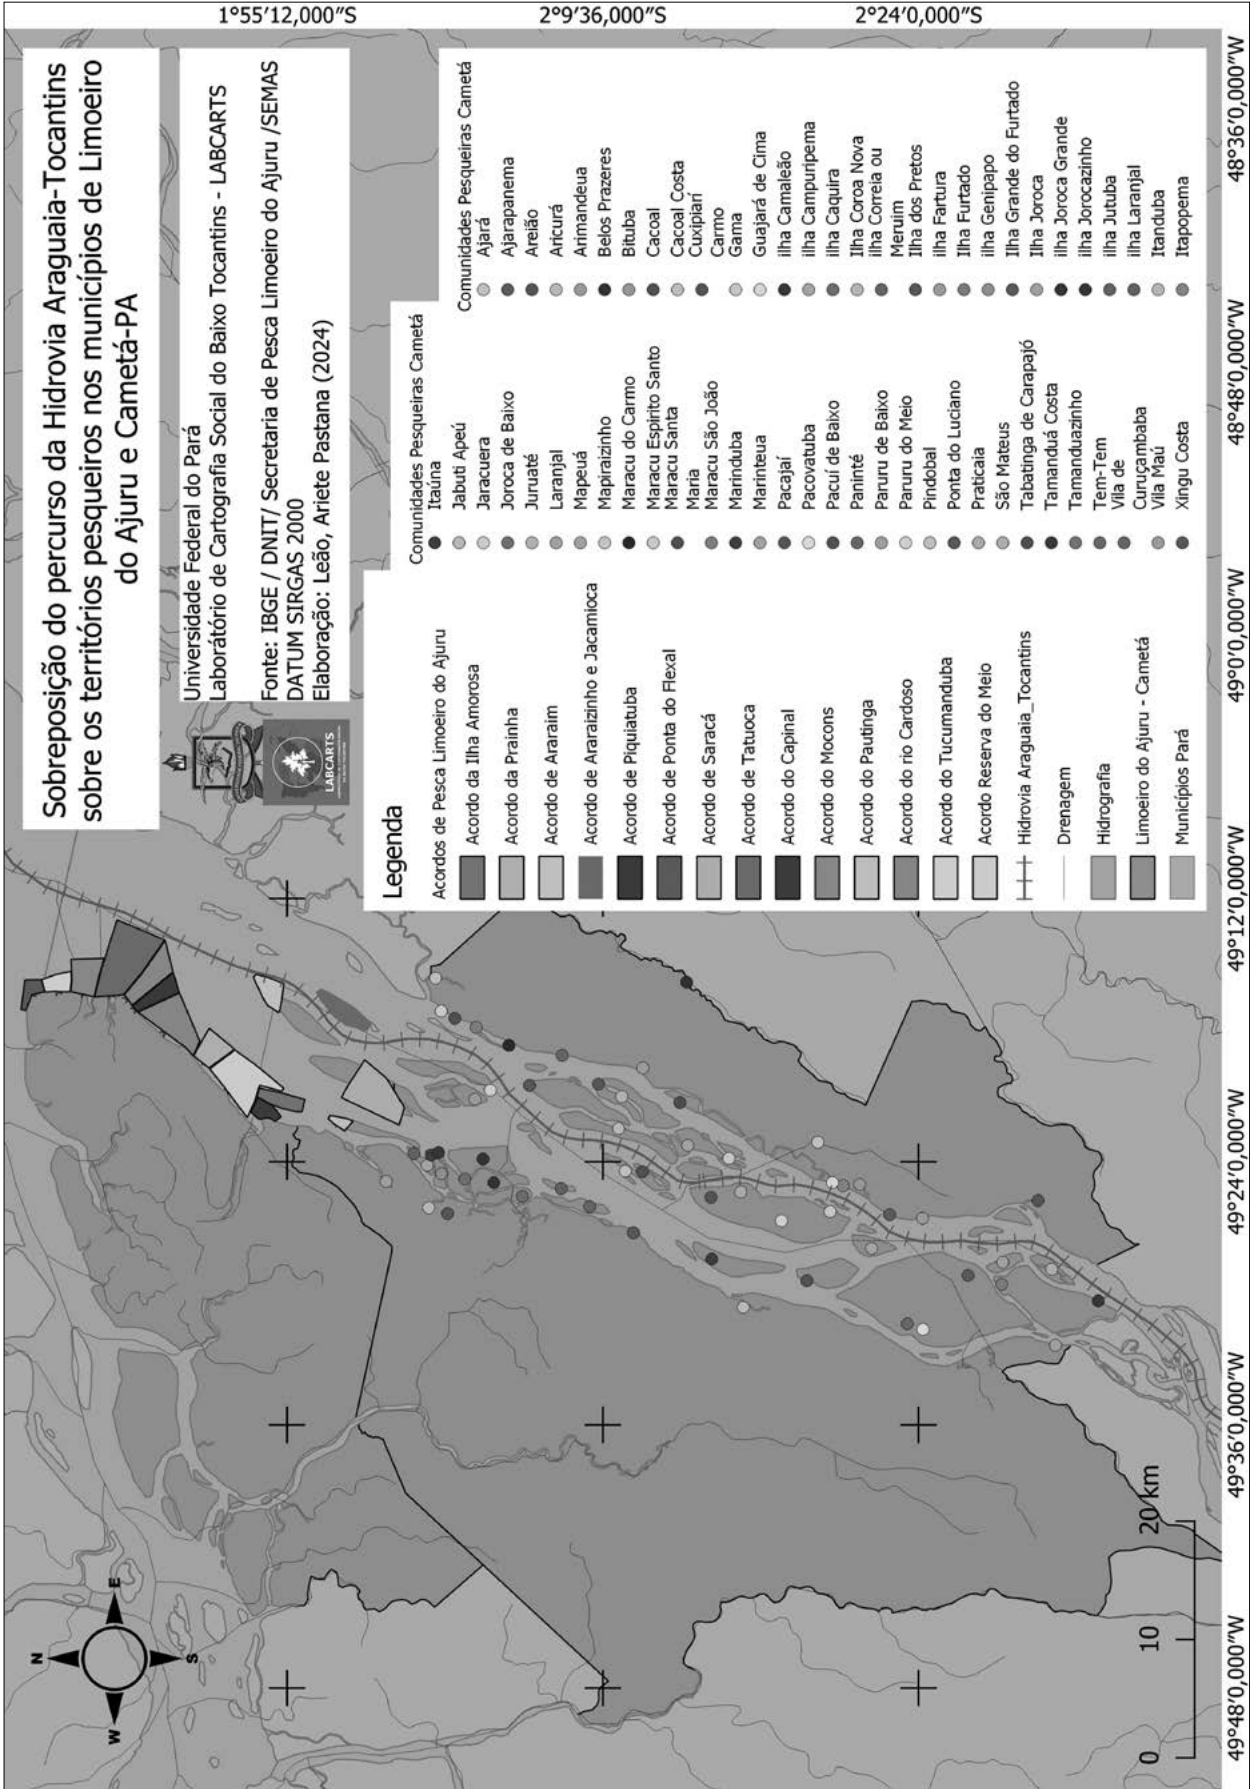 Sobreposição do percurso da Hidrovia Araguaia-Tocantins
sobre os territórios pesqueiros nos municípios de Limoeiro
do Ajuru e Cametá-PA
Universidade Federal do Pará
Laborátório de Cartografia Social do Baixo Tocantins - LABCARTS
Fonte: IBGE / DNIT/ Secretaria de Pesca Limoeiro do Ajuru /SEMAS
DATUM SIRGAS 2000
Elaboração: Leão, Ariete Pastana (2024)
LABCARTS
Legenda
Acordos de Pesca Limoeiro do Ajuru
Acordo da Ilha Amorosa
Acordo da Prainha
Acordo de Araraim
Acordo de Araraizinho e Jacamioca
Acordo de Piquiatuba
Acordo de Ponta do Flexal
Acordo de Saracá
Acordo de Tatuoca
Acordo do Capinal
Acordo do Mocons
Acordo do Pautinga
Acordo do rio Cardoso
Acordo do Tucumanduba
Acordo Reserva do Meio
Hidrovia Araguaia_Tocantins
Drenagem
Hidrografia
Limoeiro do Ajuru - Cametá
Municípios Pará
Comunidades Pesqueiras Cametá
Itaúna
Jabuti Apeú
Jaracuera
Joroca de Baixo
Juruaté
Laranjal
Mapeuá
Mapiraizinho
Maracu do Carmo
Maracu Espirito Santo
Maracu Santa
Maria
Maracu São João
Marinduba
Marinteua
Pacajaí
Pacovatuba
Pacuí de Baixo
Paninté
Paruru de Baixo
Paruru do Meio
Pindobal
Ponta do Luciano
Praticaia
São Mateus
Tabatinga de Carapajó
Tamanduá Costa
Tamanduazinho
Tem-Tem
Vila de
Curuçambaba
Vila Maú
Xingu Costa
Comunidades Pesqueiras Cametá
Ajará
Ajarapanema
Areião
Aricurá
Arimandeua
Belos Prazeres
Bituba
Cacoal
Cacoal Costa
Cuxipiarí
Carmo
Gama
Guajará de Cima
ilha Camaleão
ilha Campuripema
ilha Caquira
Ilha Coroa Nova
ilha Correia ou
Meruim
Ilha dos Pretos
ilha Fartura
Ilha Furtado
ilha Genipapo
Ilha Grande do Furtado
Ilha Joroca
ilha Joroca Grande
ilha Jorocazinho
ilha Jutuba
ilha Laranjal
Itanduba
Itapopema
N
W
E
S
0
10
20 km
1°55′12,000″S
2°9′36,000″S
2°24′0,000″S
49°48′0,000″W
49°36′0,000″W
49°24′0,000″W
49°12′0,000″W
49°0′0,000″W
48°48′0,000″W
48°36′0,000″W